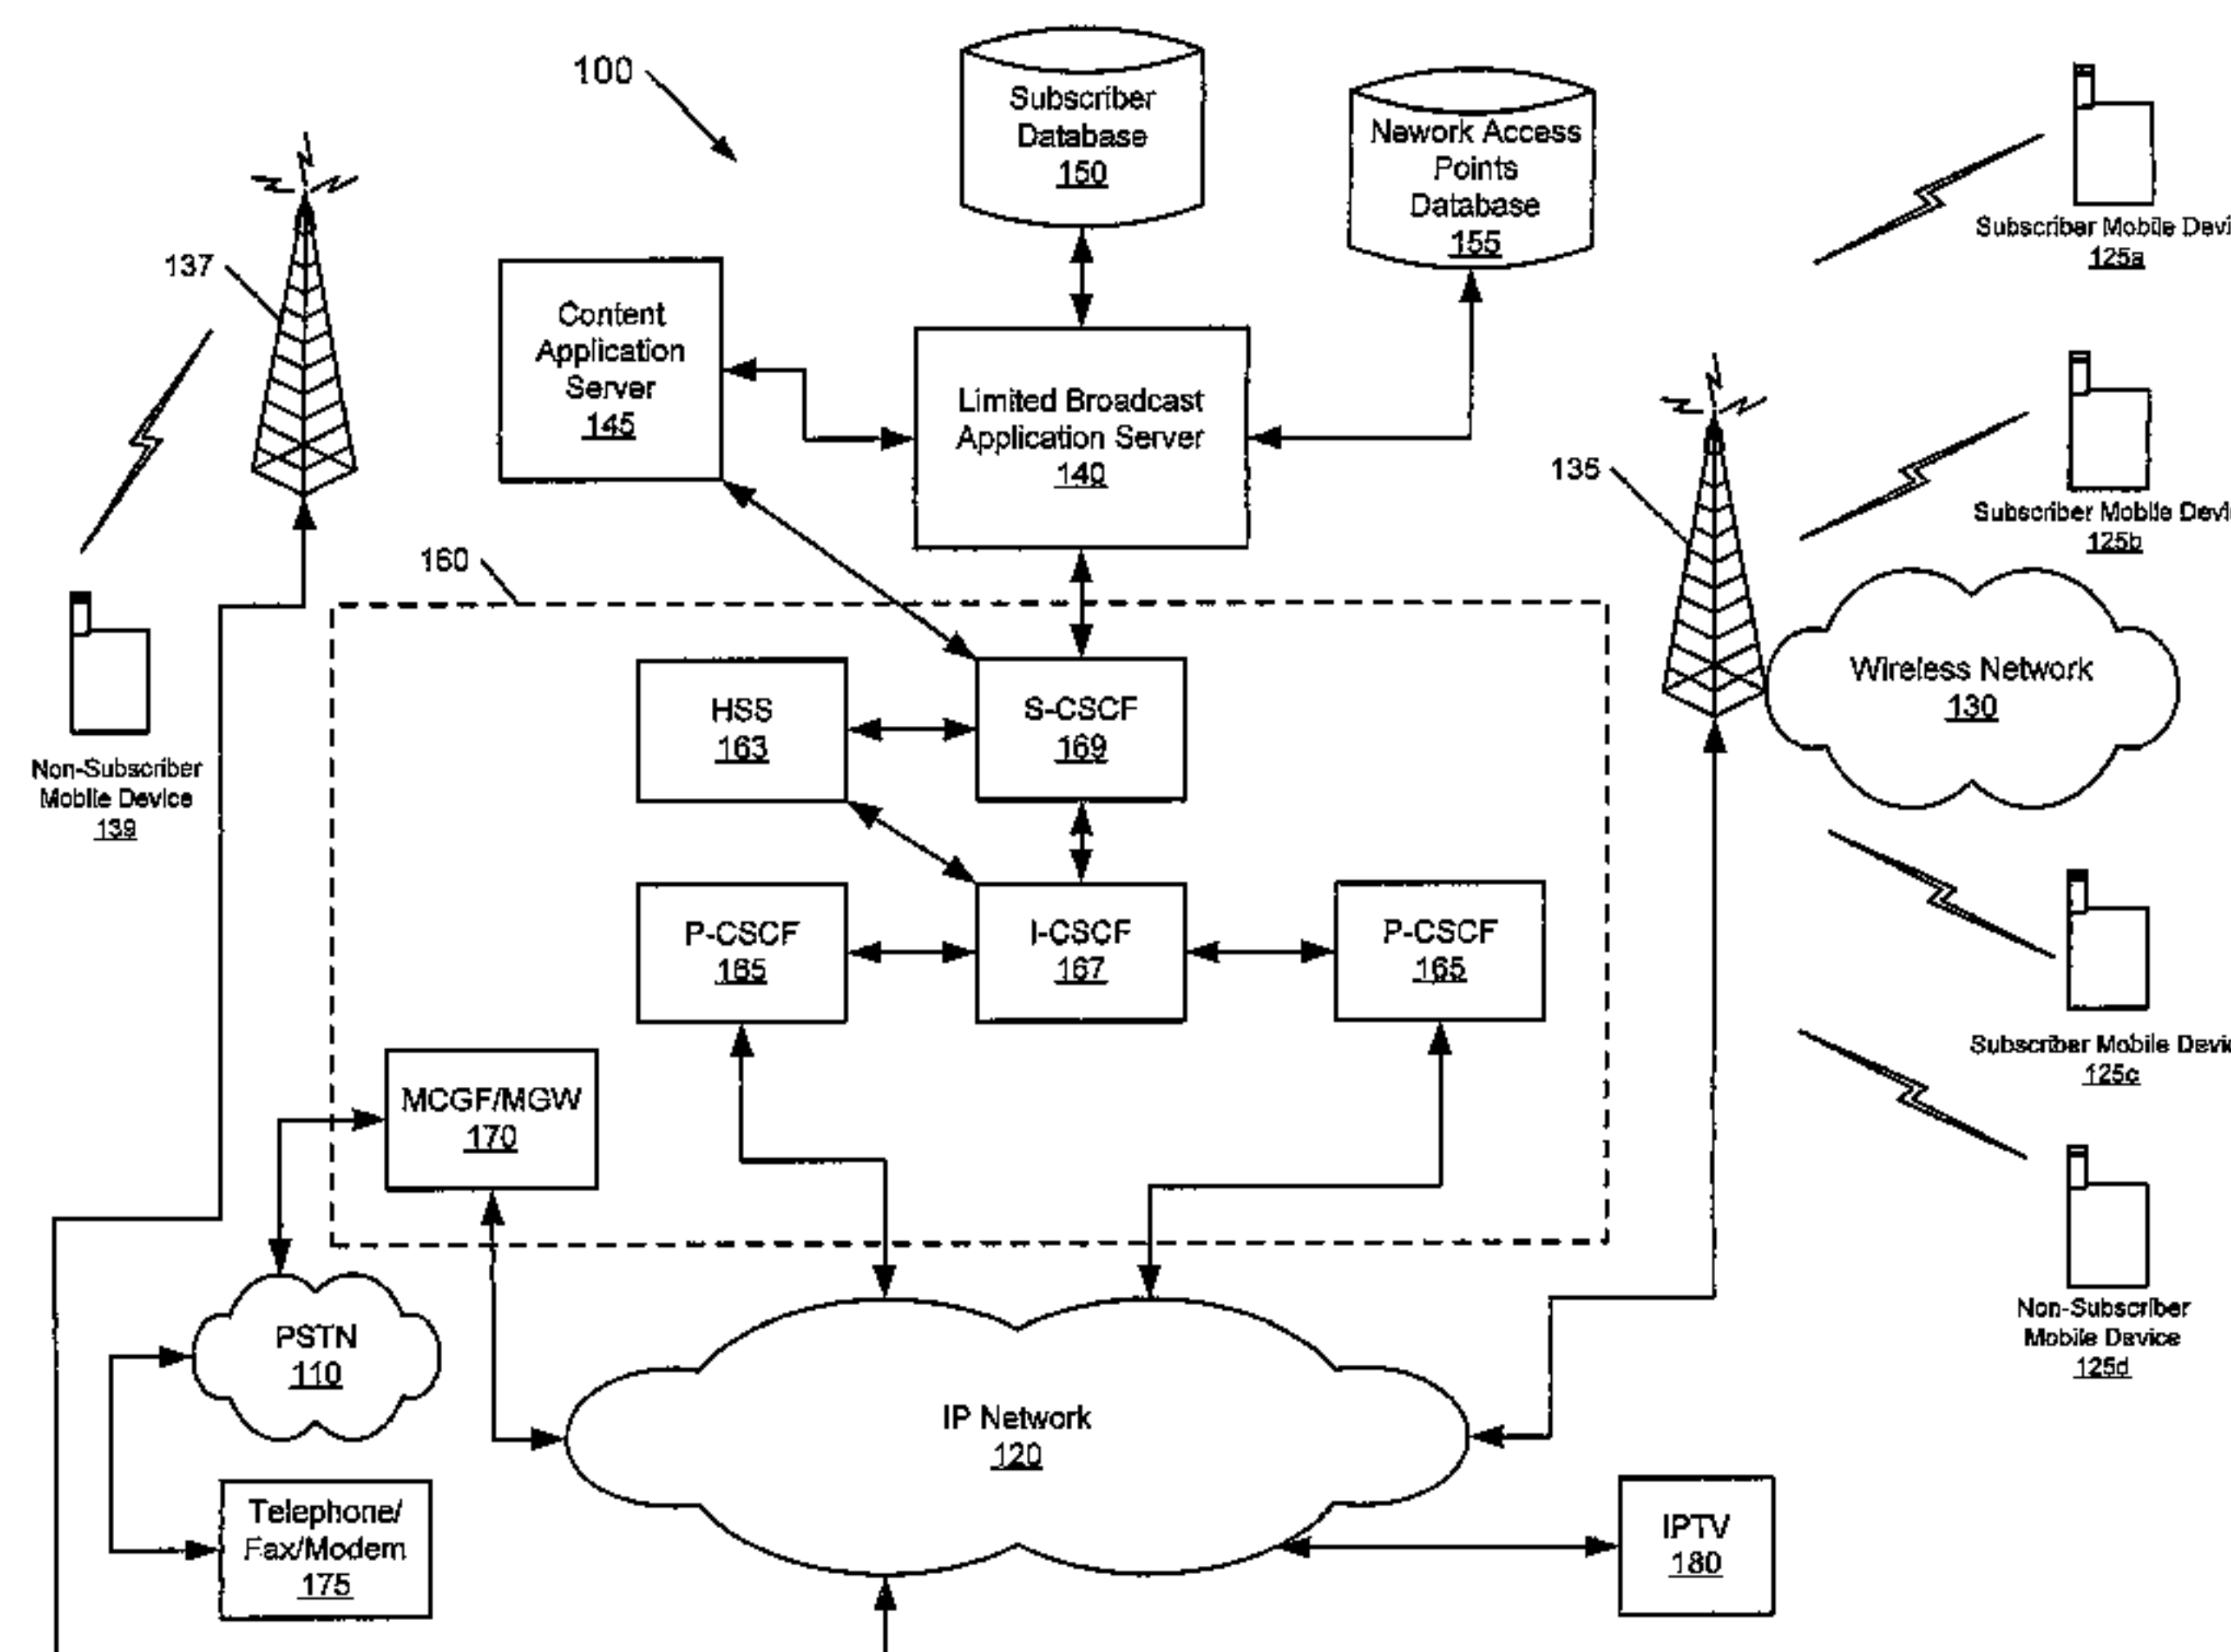 100
Subscriber
Database
150
Nework Access
Points
Database
155
137
Content
Application
Server
145
Limited Broadcast
Application Server
140
Subscriber Mobile Devi
125a
135
Subscriber Mobile Devi
125b
160
Wireless Network
130
HSS
163
S-CSCF
169
Non-Subscriber
Mobile Device
139
P-CSCF
165
I-CSCF
167
P-CSCF
165
Subscriber Mobile Devi
125c
MCGF/MGW
170
Non-Subscriber
Mobile Device
125d
PSTN
110
IP Network
120
Telephone/
Fax/Modem
175
IPTV
180